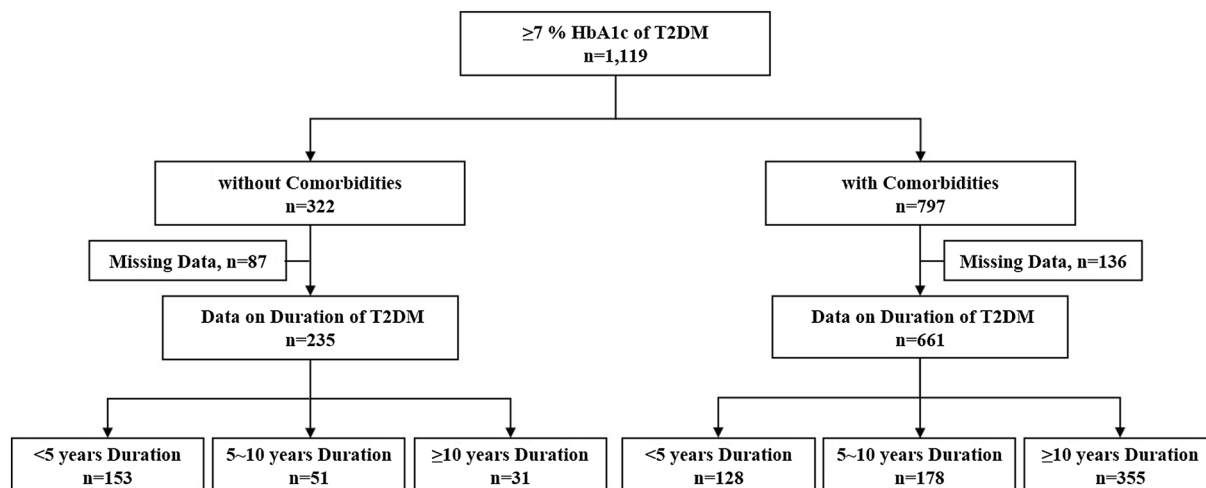 ≥7 % HbA1c of T2DM
n=1,119
without Comorbidities
n=322
with Comorbidities
n=797
Missing Data, n=87
Missing Data, n=136
Data on Duration of T2DM
n=235
Data on Duration of T2DM
n=661
<5 years Duration
n=153
5~10 years Duration
n=51
≥10 years Duration
n=31
<5 years Duration
n=128
5~10 years Duration
n=178
≥10 years Duration
n=355